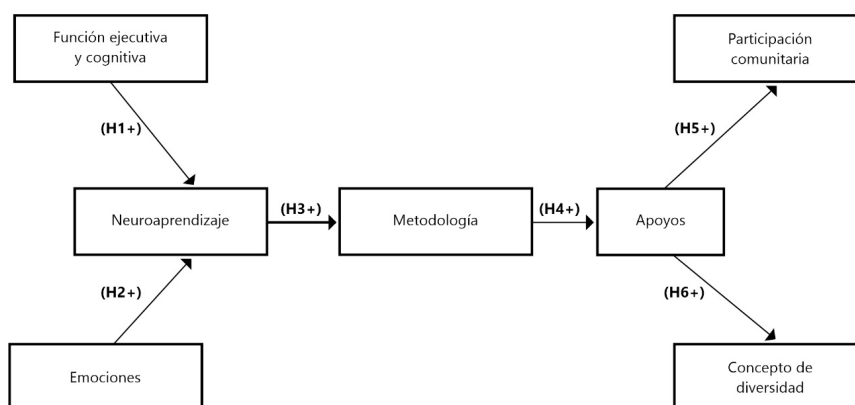 Función ejecutiva
y cognitiva
Participación
comunitaria
(H1+)
(H5+)
Neuroaprendizaje
(H3+)
Metodología
(H4+)
Apoyos
(H2+)
(H6+)
Emociones
Concepto de
diversidad